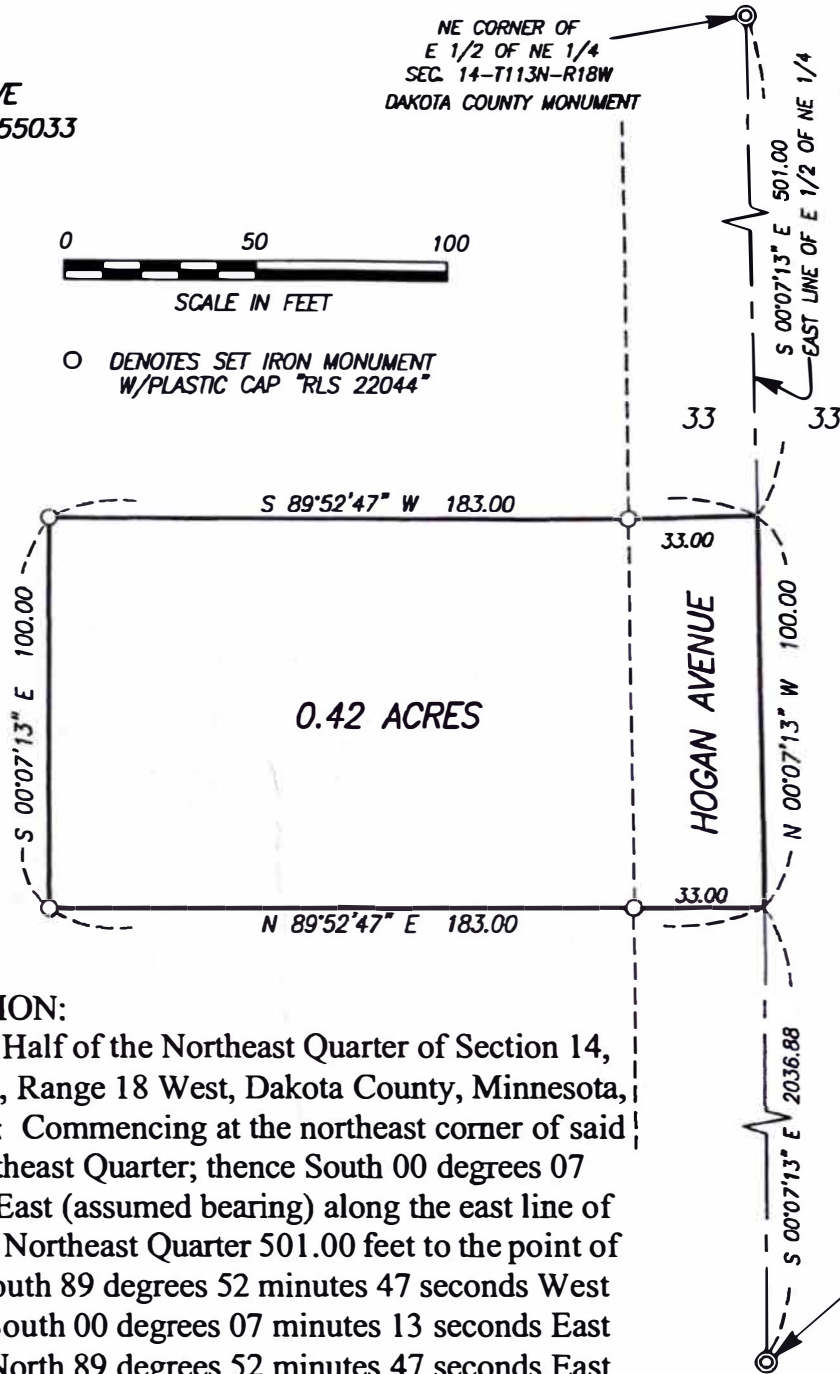 NE CORNER OF
E 1/2 OF NE 1/4
SEC. 14-T113N-R18W
DAKOTA COUNTY MONUMENT
55033
0 50 100
SCALE IN FEET
O DENOTES SET IRON MONUMENT
W/PLASTIC CAP "RLS 22044"
S 00°07'13" E 501.00
EAST LINE OF E 1/2 OF NE 1/4
33 33
S 89°52'47" W 183.00
33.00
S 00°07'13" E 100.00
0.42 ACRES
HOGAN AVENUE
N 00°07'13" W 100.00
33.00
N 89°52'47" E 183.00
S 00°07'13" E 2036.88
ION:
Half of the Northeast Quarter of Section 14,
, Range 18 West, Dakota County, Minnesota,
: Commencing at the northeast corner of said
theast Quarter; thence South 00 degrees 07
East (assumed bearing) along the east line of
Northeast Quarter 501.00 feet to the point of
outh 89 degrees 52 minutes 47 seconds West
South 00 degrees 07 minutes 13 seconds East
North 89 degrees 52 minutes 47 seconds East